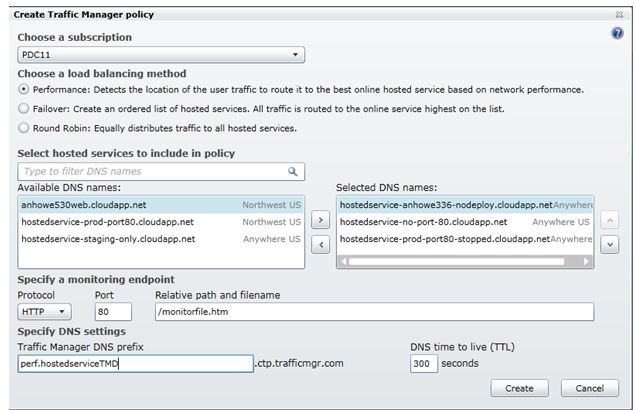 Create Traffic Manager policy
Choose a subscription
PDC11
Choose a load balancing method
Performance: Detects the location of the user traffic to route it to the best online hosted service based on network performance.
Failover: Create an ordered list of hosted services. All traffic is routed to the online service highest on the list.
Round Robin: Equally distributes traffic to all hosted services.
Select hosted services to include in policy
Type to filter DNS names
Available DNS names:
anhowe530web.cloudapp.net Northwest US
hostedservice-prod-port80.cloudapp.net Northwest US
hostedservice-staging-only.cloudapp.net Anywhere US
Selected DNS names:
hostedservice-anhowe336-nodeploy.cloudapp.net Anywhere
hostedservice-no-port-80.cloudapp.net Anywhere US
hostedservice-prod-port80-stopped.cloudapp.net Anywhere
Specify a monitoring endpoint
Protocol Port Relative path and filename
HTTP 80 /monitorfile.htm
Specify DNS settings
Traffic Manager DNS prefix DNS time to live (TTL)
perf.hostedserviceTMD .ctp.trafficmgr.com 300 seconds
Create Cancel